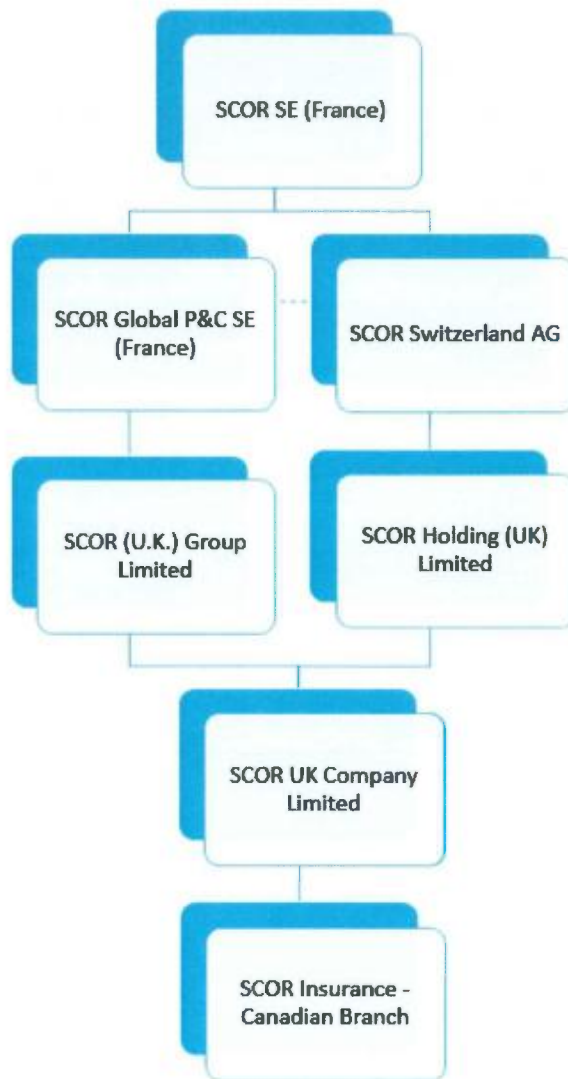 SCOR SE (France)
SCOR Global P&C SE
(France)
SCOR Switzerland AG
SCOR (U.K.) Group
Limited
SCOR Holding (UK)
Limited
SCOR UK Company
Limited
SCOR Insurance -
Canadian Branch